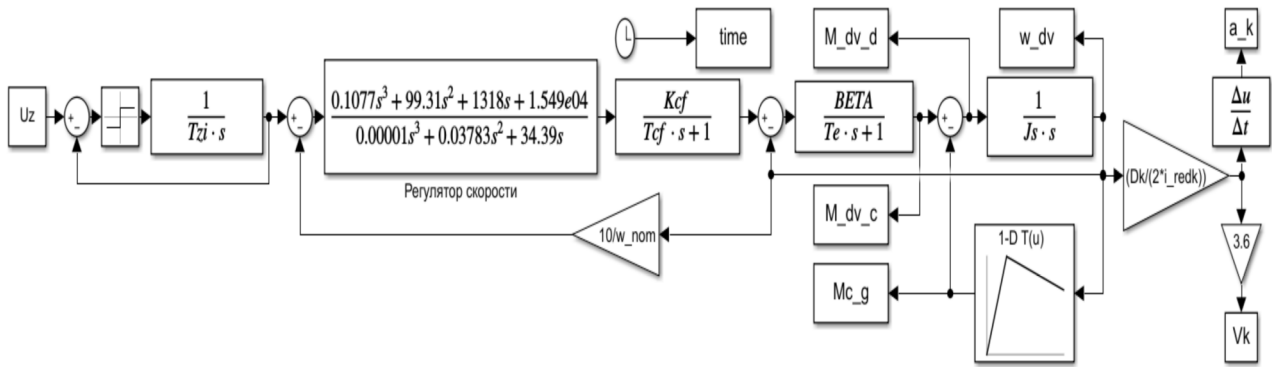 Uz
1
Tzi · s
0.1077s³ + 99.31s² + 1318s + 1.549e04
0.00001s³ + 0.03783s² + 34.39s
Регулятор скорости
Kcf
Tcf · s + 1
time
M_dv_d
w_dv
BETA
Te · s + 1
1
Js · s
a_k
Δu
Δt
(Dk/(2*i_redk))
10/w_nom
M_dv_c
Mc_g
1-D T(u)
3.6
Vk